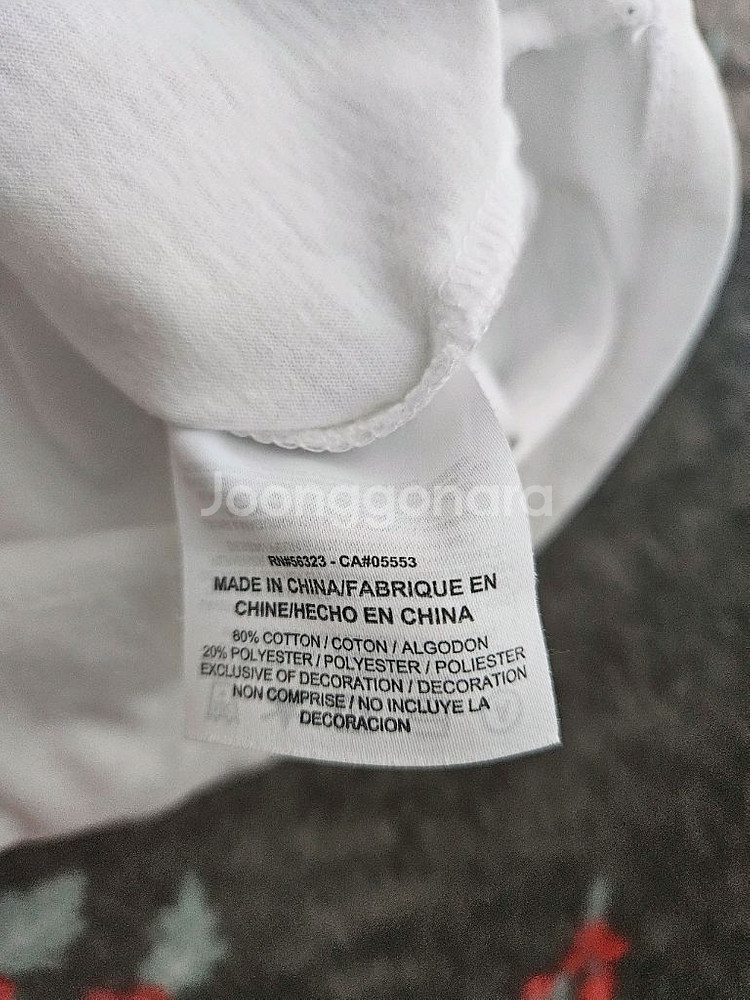 Joonggonara
RN#56323 - CA#05553
MADE IN CHINA/FABRIQUE EN
CHINE/HECHO EN CHINA
80% COTTON / COTON / ALGODON
20% POLYESTER / POLYESTER / POLIESTER
EXCLUSIVE OF DECORATION / DECORATION
NON COMPRISE / NO INCLUYE LA
DECORACION